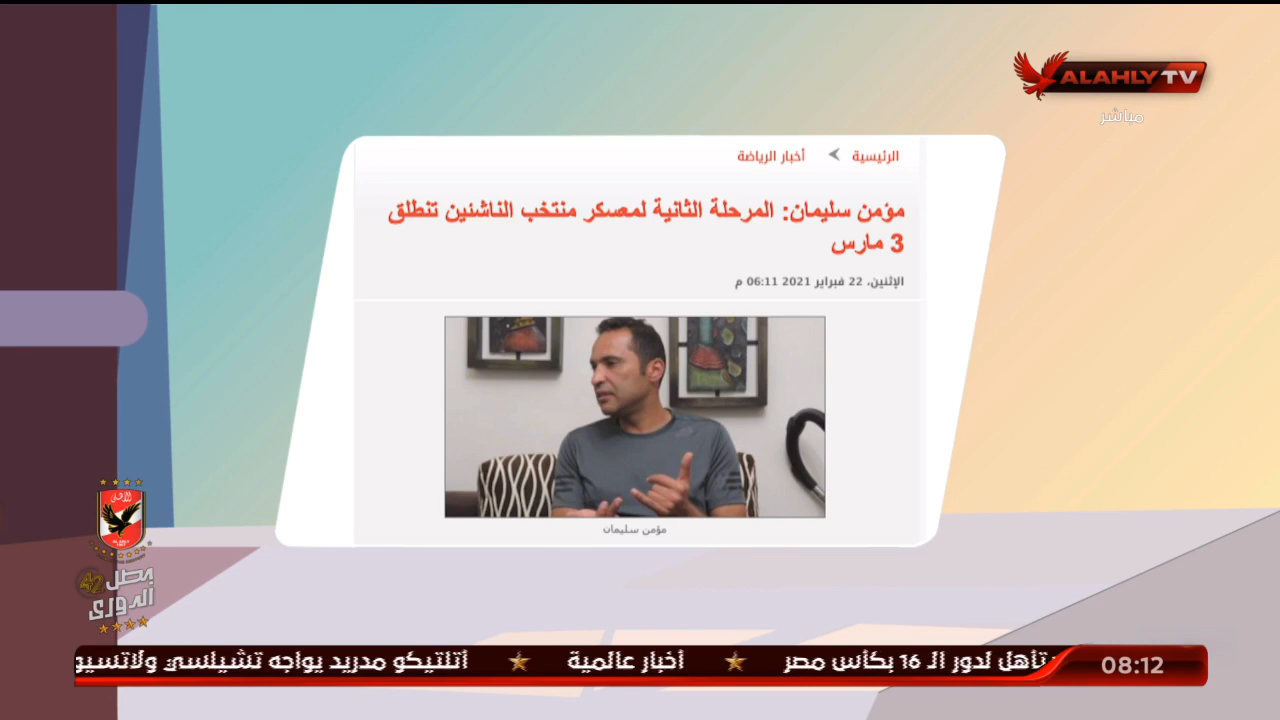 ALAHLY TV
مباشر
الرئيسية
أخبار الرياضة
مؤمن سليمان: المرحلة الثانية لمعسكر منتخب الناشئين تنطلق
3 مارس
الإثنين، 22 فبراير 2021 06:11 م
مؤمن سليمان
الأهلي
بطل 42
الدوري
تأهل لدور الـ 16 بكأس مصر ★ أخبار عالمية ★ أتلتيكو مدريد يواجه تشيلسي ولاتسيو
08:12